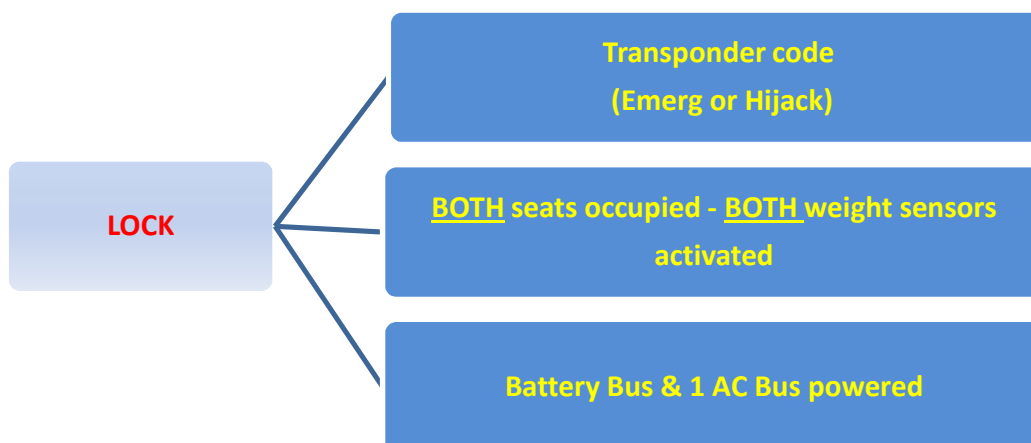 Transponder code
(Emerg or Hijack)
LOCK
BOTH seats occupied - BOTH weight sensors
activated
Battery Bus & 1 AC Bus powered